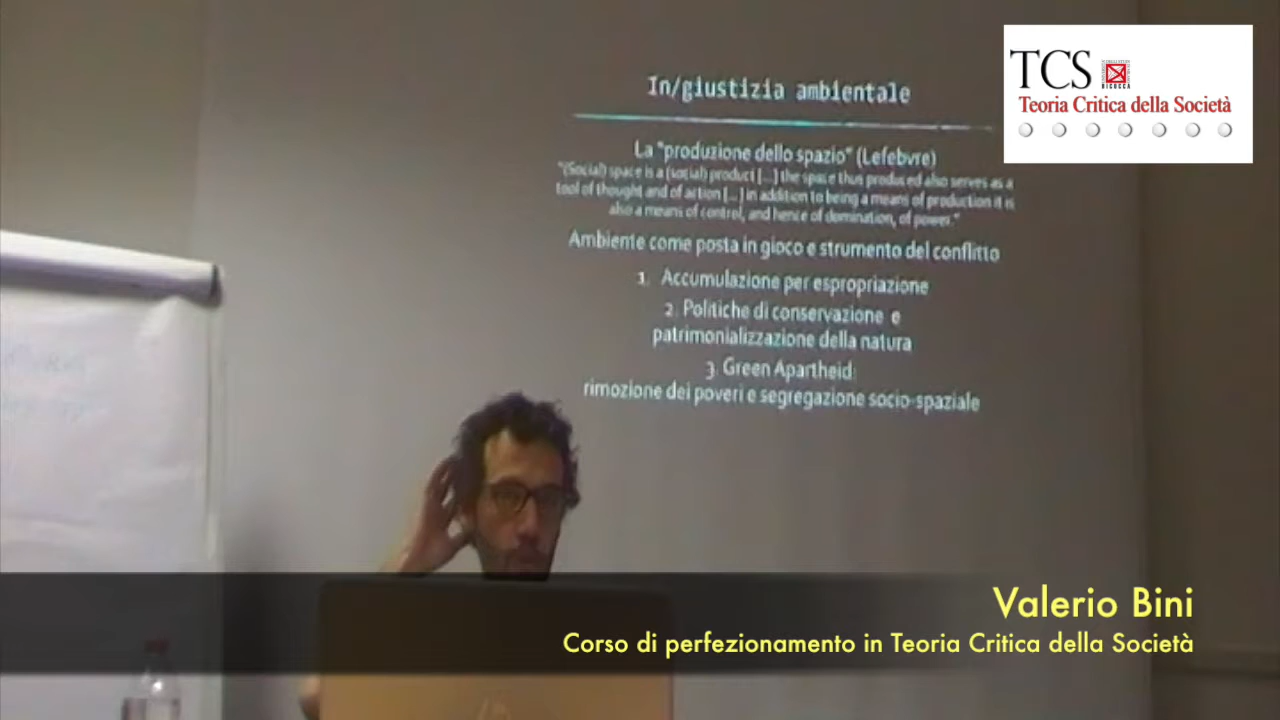 TCS
BICOCCA
Teoria Critica della Società
In/giustizia ambientale
La "produzione dello spazio" (Lefebvre)
"(Social) space is a (social) product [...] the space thus produced also serves as a
tool of thought and of action [...] in addition to being a means of production it is
also a means of control, and hence of domination, of power."
Ambiente come posta in gioco e strumento del conflitto
1. Accumulazione per espropriazione
2. Politiche di conservazione e
patrimonializzazione della natura
3. Green Apartheid:
rimozione dei poveri e segregazione socio-spaziale
Valerio Bini
Corso di perfezionamento in Teoria Critica della Società